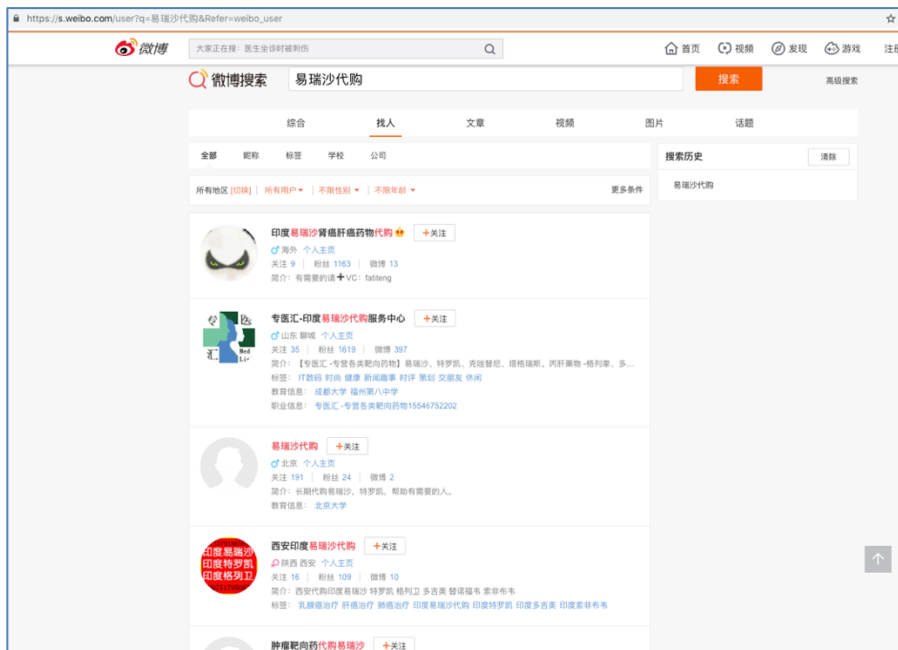 https://s.weibo.com/user?q=易瑞沙代购&Refer=weibo_user
微博
大家正在搜：医生坐诊时被刺伤
首页 视频 发现 游戏 注册
微博搜索
易瑞沙代购
搜索
高级搜索
综合 找人 文章 视频 图片 话题
全部 昵称 标签 学校 公司
搜索历史 清除
易瑞沙代购
所有地区 [切换] 所有用户 不限性别 不限年龄 更多条件
印度易瑞沙肾癌肝癌药物代购 +关注
海外 个人主页
关注 9 粉丝 1163 微博 13
简介：有需要的请➕VC：fatiteng
专医汇
Med
专医汇-印度易瑞沙代购服务中心 +关注
山东 聊城 个人主页
关注 35 粉丝 1619 微博 397
简介：【专医汇-专营各类靶向药物】易瑞沙、特罗凯、克唑替尼、塔格瑞斯。丙肝藥物-格列韋，多...
标签： IT数码 时尚 健康 新闻趣事 时评 策划 交朋友 休闲
教育信息： 成都大学 福州第八中学
职业信息： 专医汇-专营各类靶向药物15546752202
易瑞沙代购 +关注
北京 个人主页
关注 191 粉丝 24 微博 2
简介：长期代购易瑞沙，特罗凯。帮助有需要的人。
教育信息： 北京大学
印度易瑞沙
印度特罗凯
印度格列卫
西安印度易瑞沙代购 +关注
陕西 西安 个人主页
关注 16 粉丝 109 微博 10
简介：西安代购印度易瑞沙 特罗凯 格列卫 多吉美 替诺福韦 索非布韦
标签： 乳腺癌治疗 肝癌治疗 肺癌治疗 印度易瑞沙代购 印度特罗凯 印度多吉美 印度索非布韦
肿瘤靶向药代购易瑞沙 +关注